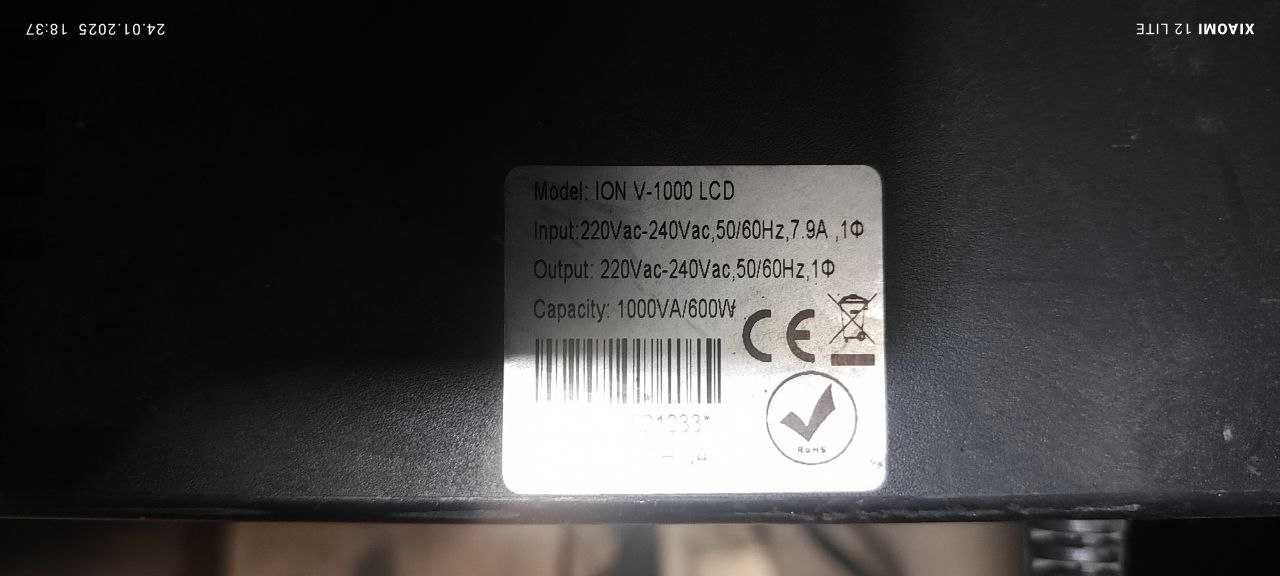 24.01.2025 18:37
XIAOMI 12 LITE
Model: ION V-1000 LCD
Input:220Vac-240Vac,50/60Hz,7.9A ,1Φ
Output: 220Vac-240Vac,50/60Hz,1Φ
Capacity: 1000VA/600W
CE
RoHS